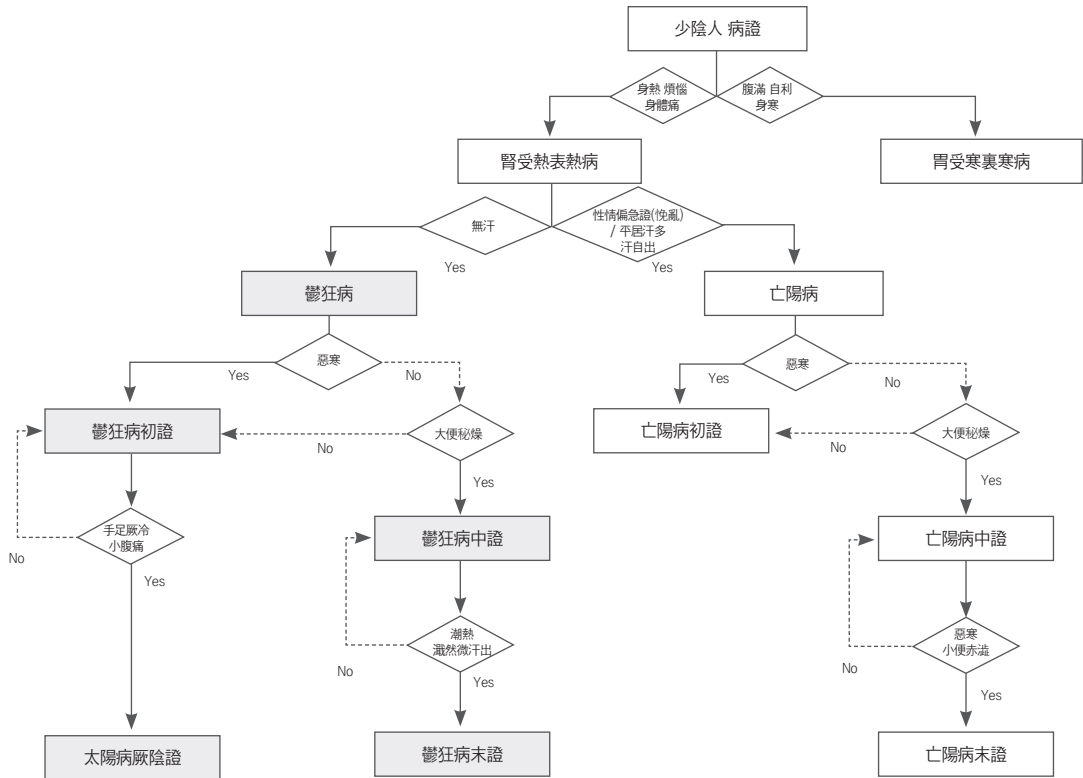 少陰人 病證
身熱 煩惱
身體痛
腹滿 自利
身寒
腎受熱表熱病
胃受寒裏寒病
無汗
性情偏急證(悗亂)
/ 平居汗多
汗自出
Yes
Yes
鬱狂病
亡陽病
惡寒
惡寒
Yes
No
Yes
No
鬱狂病初證
大便秘燥
亡陽病初證
大便秘燥
No
No
Yes
Yes
手足厥冷
小腹痛
鬱狂病中證
亡陽病中證
No
Yes
潮熱
濈然微汗出
惡寒
小便赤澁
No
Yes
No
Yes
太陽病厥陰證
鬱狂病末證
亡陽病末證